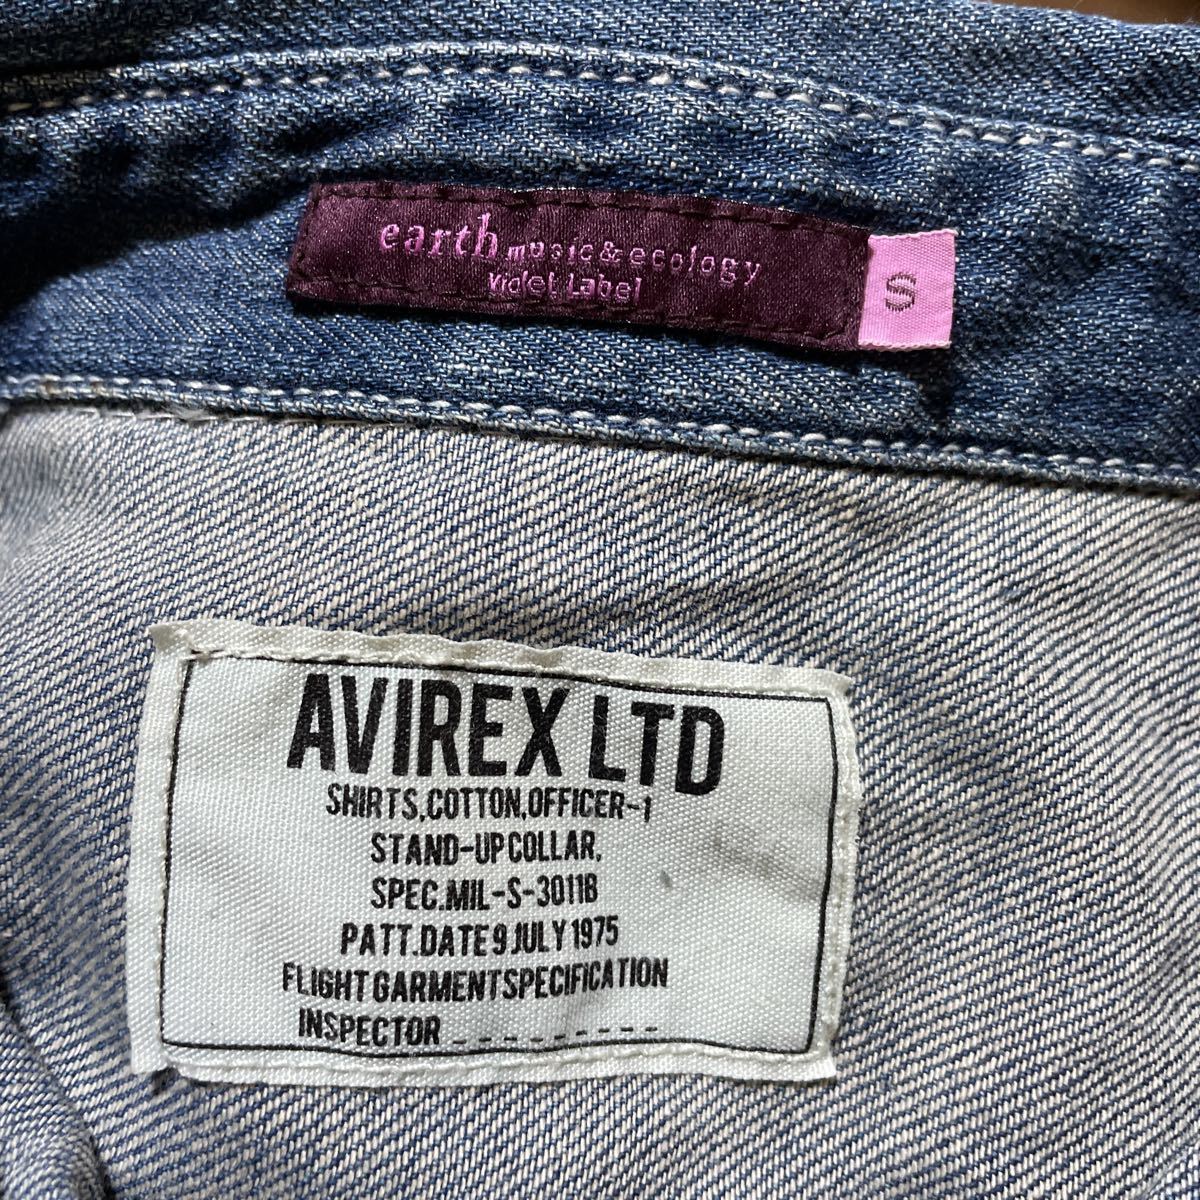 earth music & ecology
Violet Label
S
AVIREX LTD
SHIRTS,COTTON,OFFICER-1
STAND-UP COLLAR,
SPEC.MIL-S-3011B
PATT.DATE 9 JULY 1975
FLIGHT GARMENT SPECIFICATION
INSPECTOR _ _ _ _ _ _ _ _ _